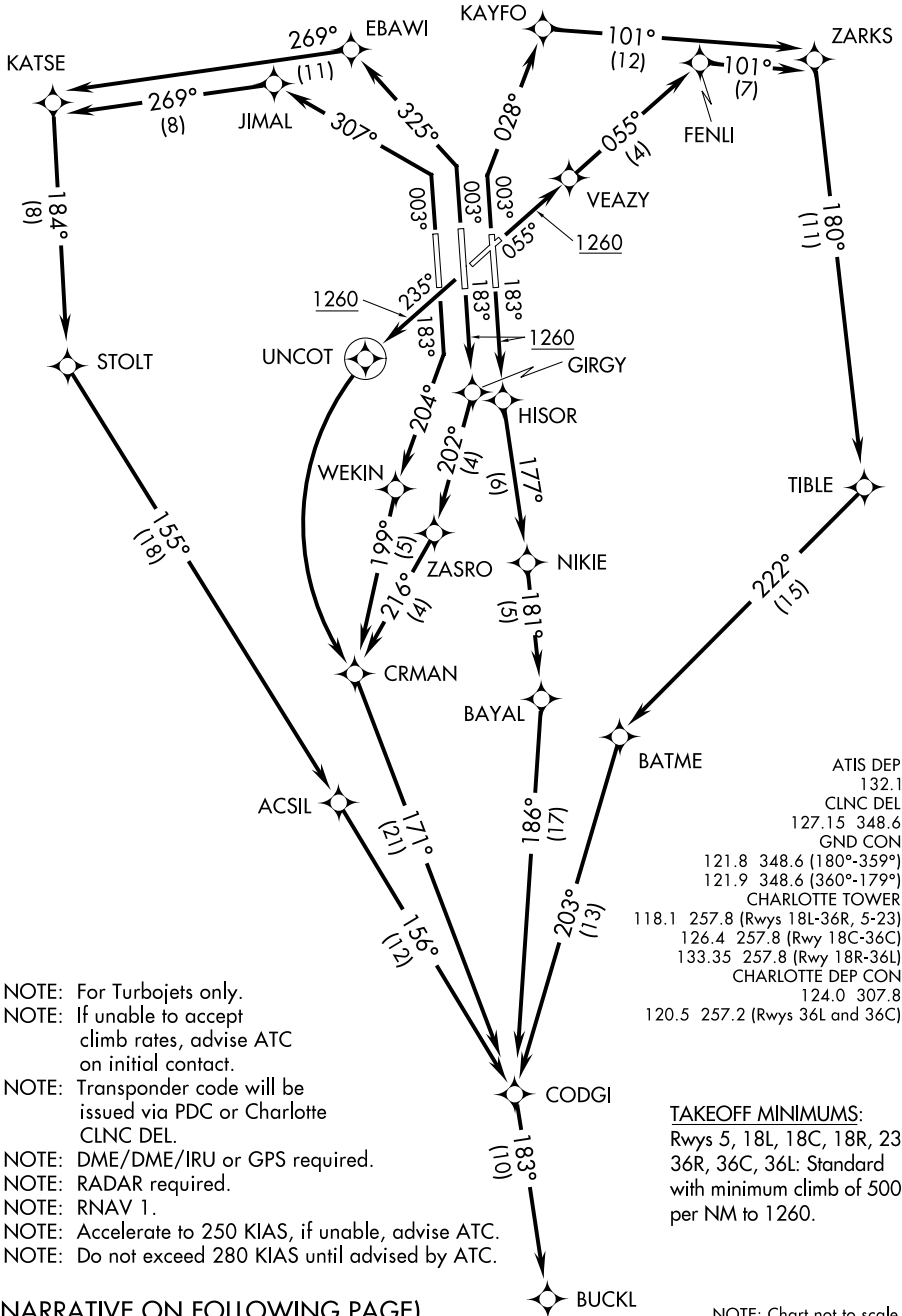 KAYFO
EBAWI
ZARKS
KATSE
269°
(11)
101°
(12)
101°
(7)
269°
(8)
JIMAL
FENLI
307°
325°
028°
055°
(4)
VEAZY
003°
003°
003°
055°
1260
184°
(8)
180°
(11)
1260
235°
183°
183°
183°
1260
UNCOT
GIRGY
STOLT
HISOR
204°
202°
(4)
177°
(6)
WEKIN
TIBLE
199°
(5)
ZASRO
NIKIE
155°
(18)
216°
(4)
181°
(5)
222°
(15)
CRMAN
BAYAL
BATME
ACSIL
171°
(21)
186°
(17)
203°
(13)
156°
(12)
ATIS DEP
132.1
CLNC DEL
127.15 348.6
GND CON
121.8 348.6 (180°-359°)
121.9 348.6 (360°-179°)
CHARLOTTE TOWER
118.1 257.8 (Rwys 18L-36R, 5-23)
126.4 257.8 (Rwy 18C-36C)
133.35 257.8 (Rwy 18R-36L)
CHARLOTTE DEP CON
124.0 307.8
120.5 257.2 (Rwys 36L and 36C)
NOTE: For Turbojets only.
NOTE: If unable to accept
climb rates, advise ATC
on initial contact.
NOTE: Transponder code will be
issued via PDC or Charlotte
CLNC DEL.
NOTE: DME/DME/IRU or GPS required.
NOTE: RADAR required.
NOTE: RNAV 1.
NOTE: Accelerate to 250 KIAS, if unable, advise ATC.
NOTE: Do not exceed 280 KIAS until advised by ATC.
CODGI
183°
(10)
TAKEOFF MINIMUMS:
Rwys 5, 18L, 18C, 18R, 23
36R, 36C, 36L: Standard
with minimum climb of 500
per NM to 1260.
BUCKL
NARRATIVE ON FOLLOWING PAGE)
NOTE: Chart not to scale